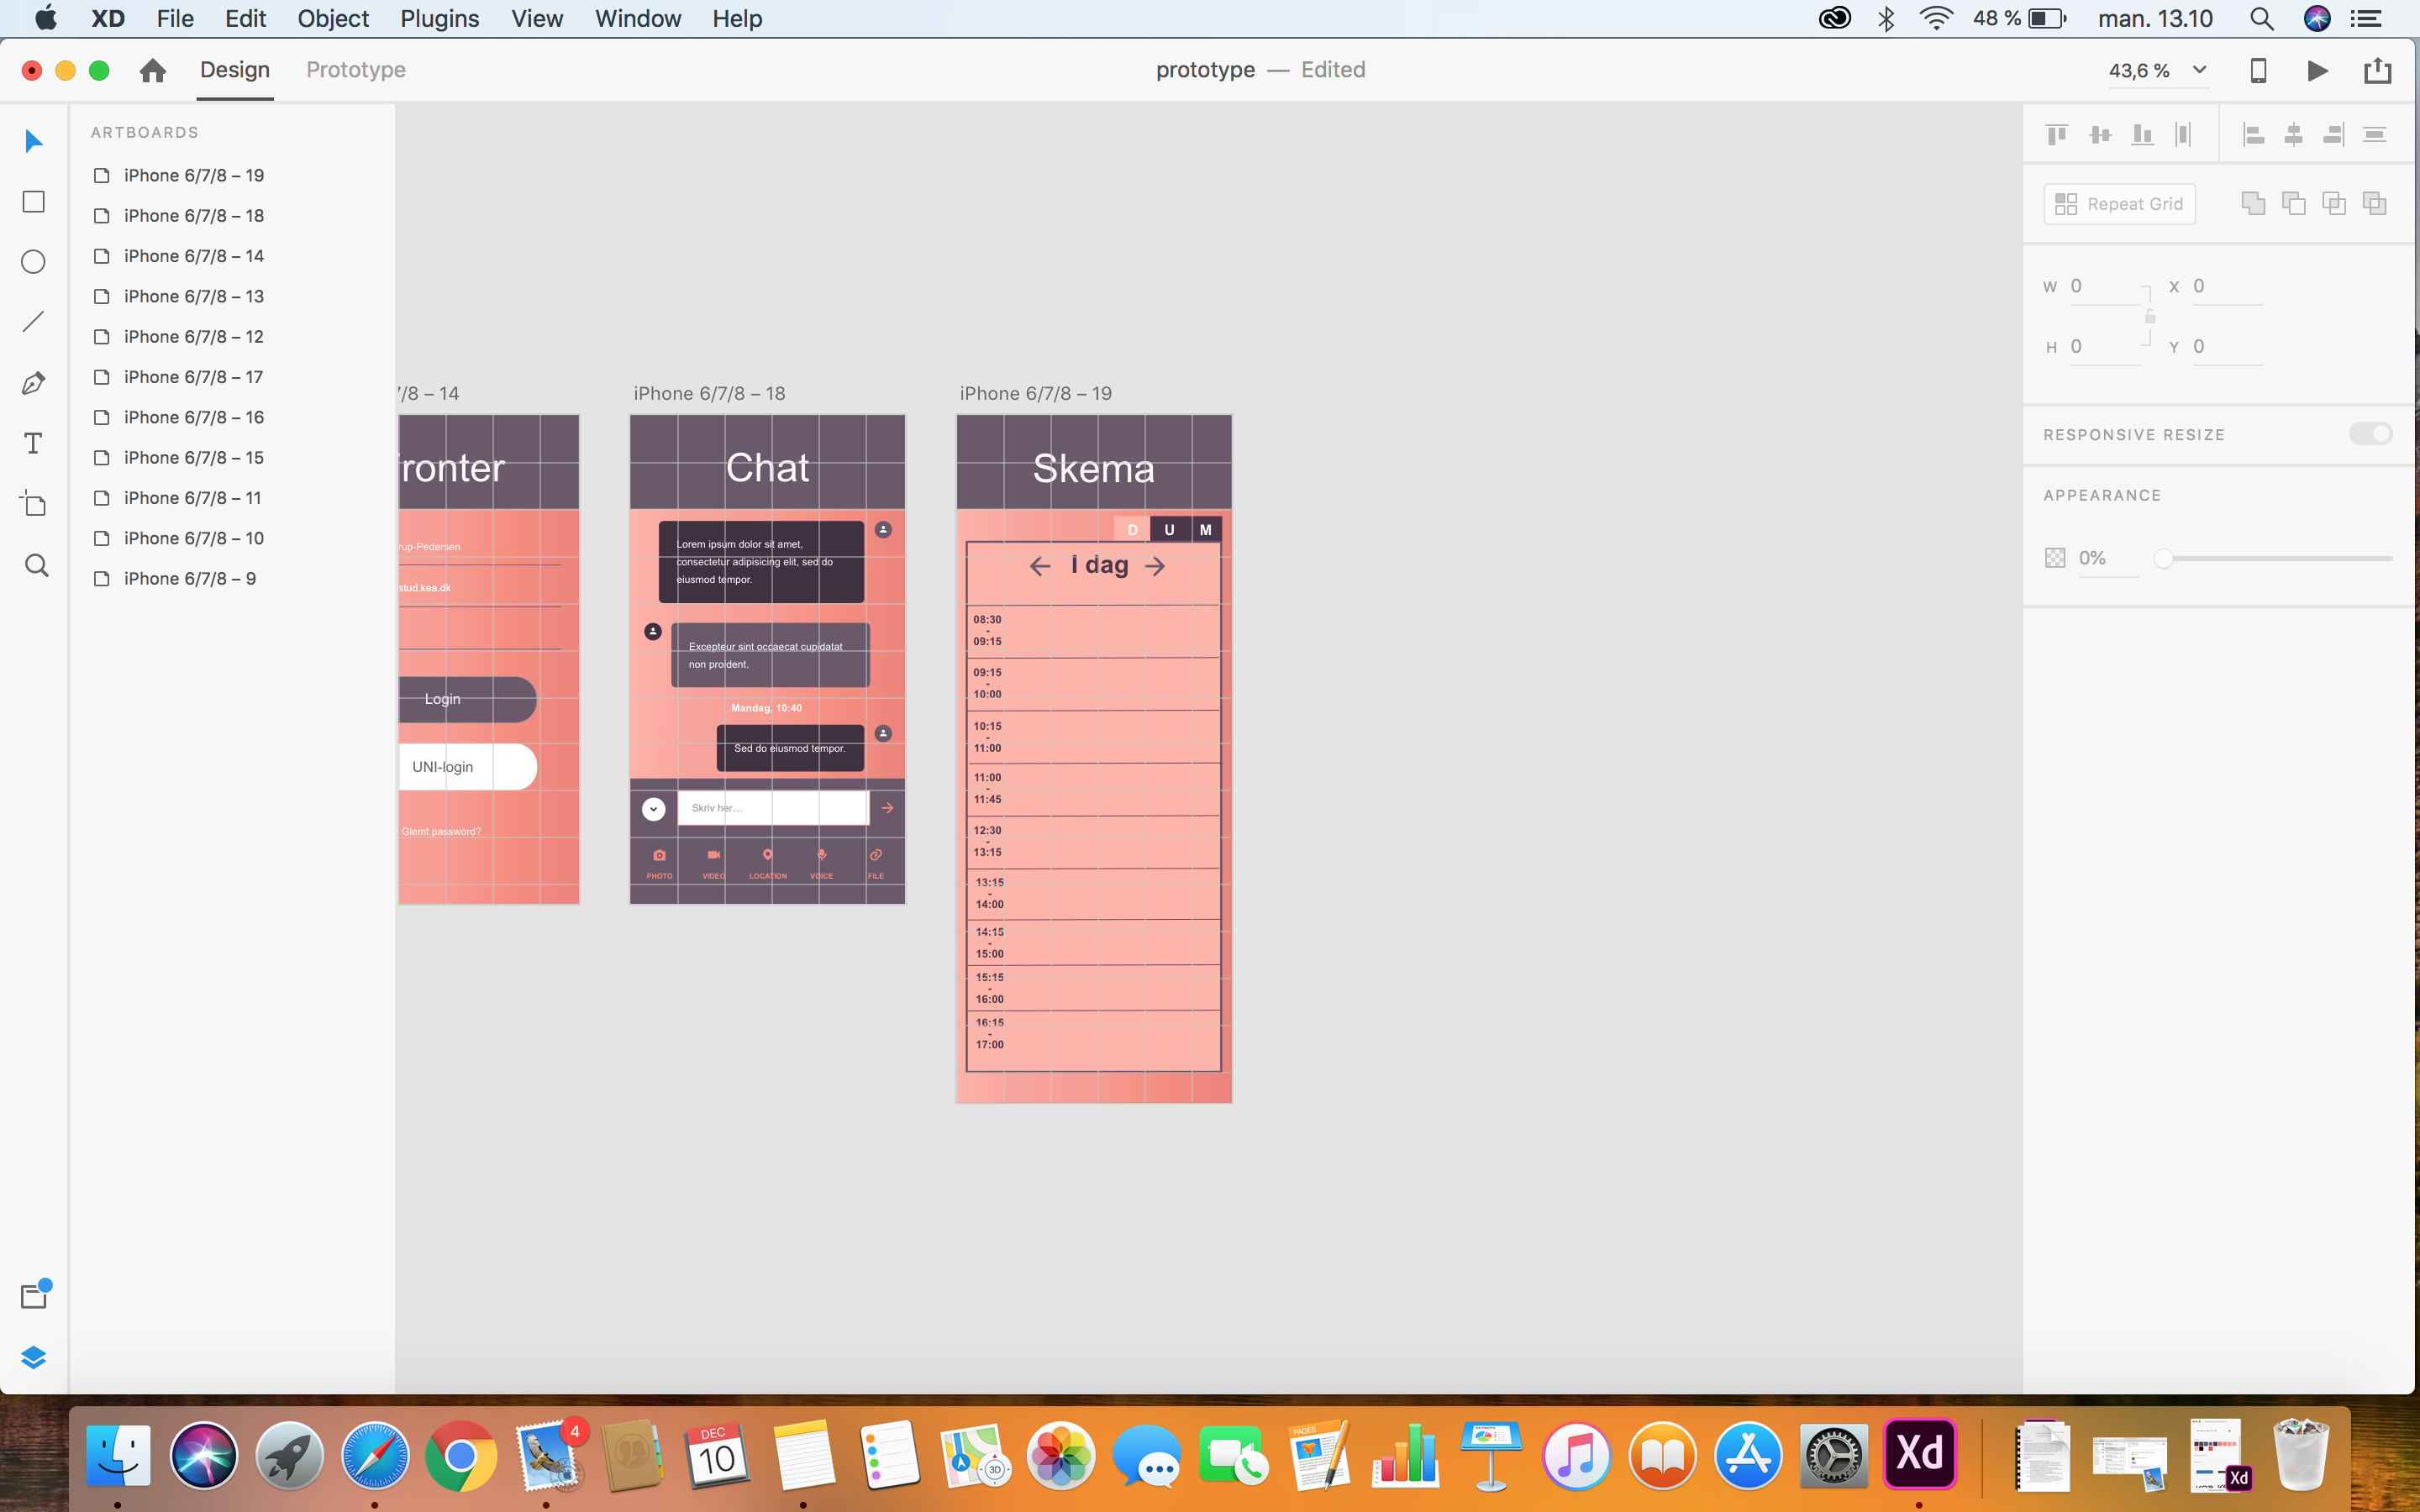 XD File Edit Object Plugins View Window Help
48 % man. 13.10
Design Prototype
prototype — Edited
43,6 %
ARTBOARDS
iPhone 6/7/8 – 19
iPhone 6/7/8 – 18
iPhone 6/7/8 – 14
iPhone 6/7/8 – 13
iPhone 6/7/8 – 12
iPhone 6/7/8 – 17
iPhone 6/7/8 – 16
iPhone 6/7/8 – 15
iPhone 6/7/8 – 11
iPhone 6/7/8 – 10
iPhone 6/7/8 – 9
/8 – 14
ronter
rup-Pedersen
stud.kea.dk
Login
UNI-login
Glemt password?
iPhone 6/7/8 – 18
Chat
Lorem ipsum dolor sit amet,
consectetur adipisicing elit, sed do
eiusmod tempor.
Excepteur sint occaecat cupidatat
non proident.
Mandag, 10:40
Sed do eiusmod tempor.
Skriv her...
PHOTO VIDEO LOCATION VOICE FILE
iPhone 6/7/8 – 19
Skema
D U M
I dag
08:30
-
09:15
09:15
-
10:00
10:15
-
11:00
11:00
-
11:45
12:30
-
13:15
13:15
-
14:00
14:15
-
15:00
15:15
-
16:00
16:15
-
17:00
Repeat Grid
W 0 X 0
H 0 Y 0
RESPONSIVE RESIZE
APPEARANCE
0%
4
DEC
10
3D
PAGES
Xd
Xd